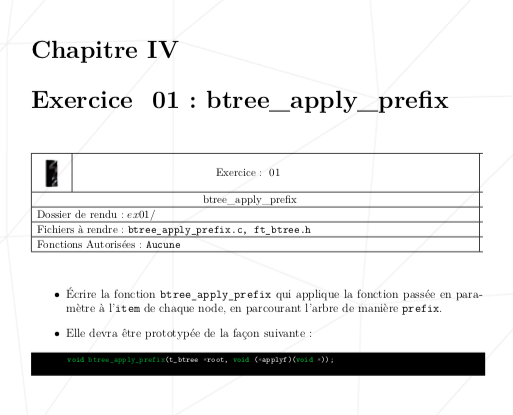 Chapitre IV
Exercice 01 : btree_apply_prefix
Exercice : 01
btree_apply_prefix
Dossier de rendu : ex01/
Fichiers à rendre : btree_apply_prefix.c, ft_btree.h
Fonctions Autorisées : Aucune
• Écrire la fonction btree_apply_prefix qui applique la fonction passée en para-
mètre à l'item de chaque node, en parcourant l'arbre de manière prefix.
• Elle devra être prototypée de la façon suivante :
void btree_apply_prefix(t_btree *root, void (*applyf)(void *));